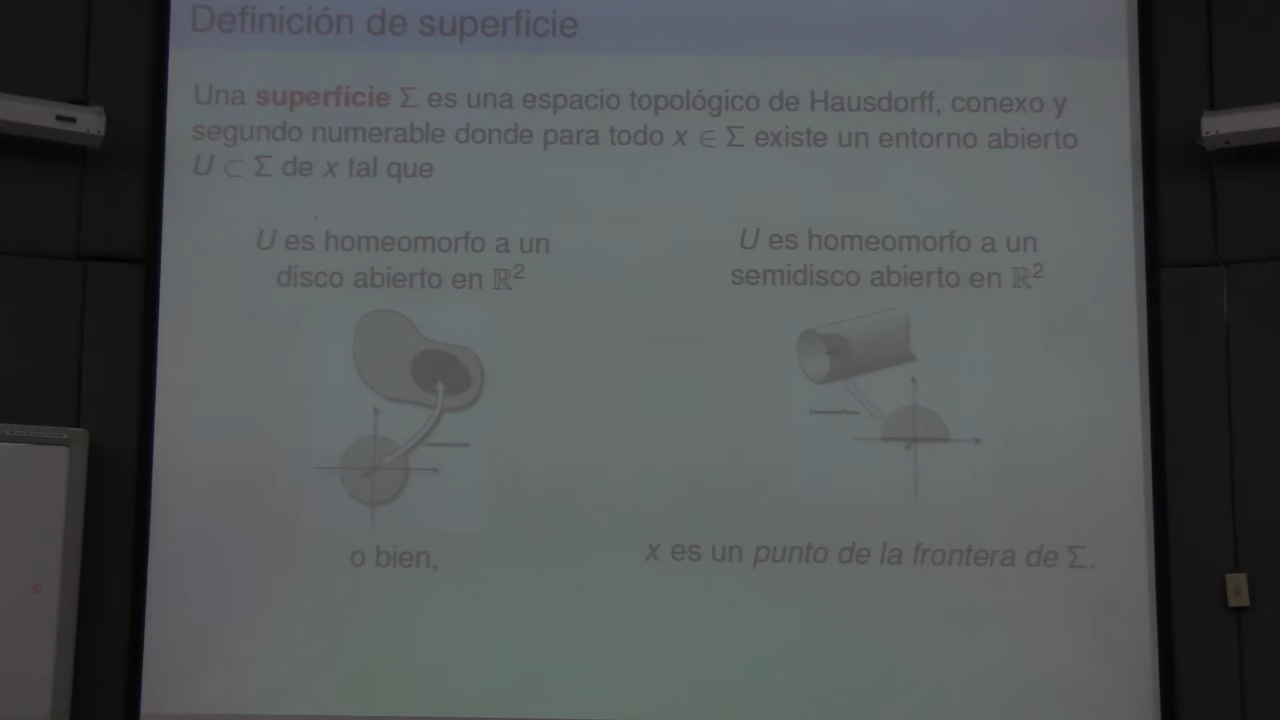 Definición de superficie
Una superficie Σ es una espacio topológico de Hausdorff, conexo y
segundo numerable donde para todo x ∈ Σ existe un entorno abierto
U ⊂ Σ de x tal que
U es homeomorfo a un
disco abierto en ℝ²
o bien,
U es homeomorfo a un
semidisco abierto en ℝ²
x es un punto de la frontera de Σ.